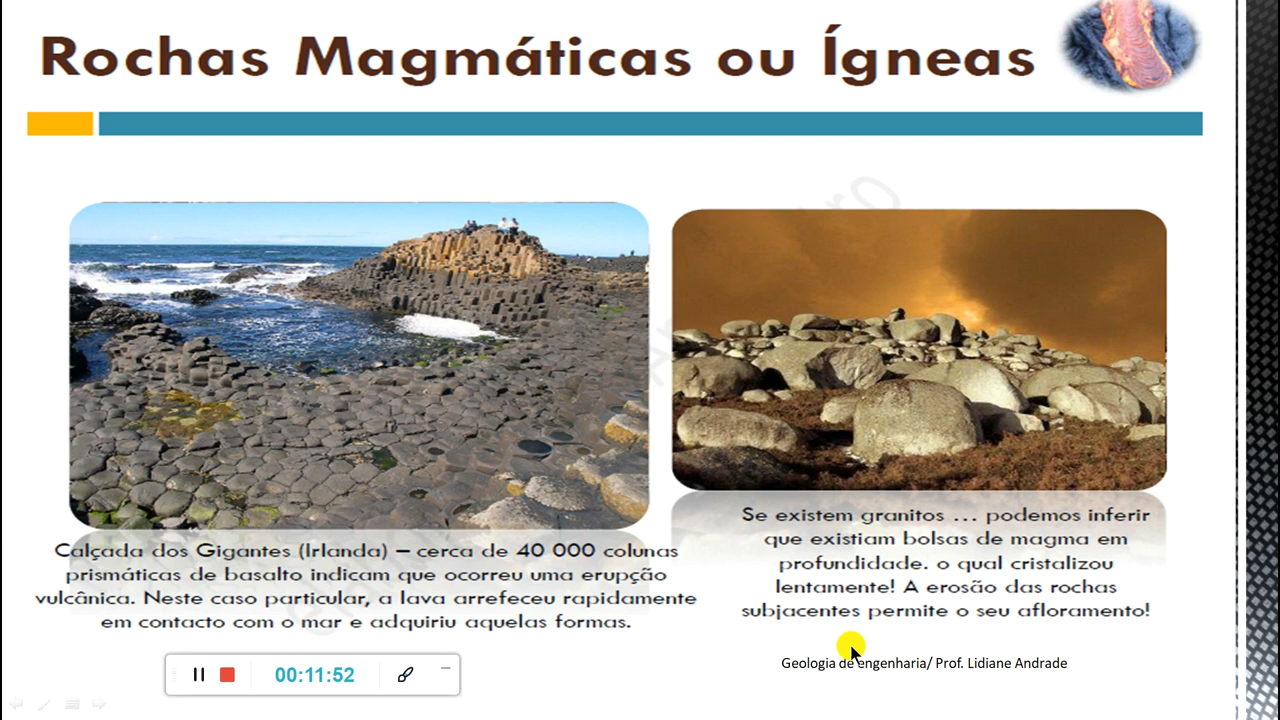 Rochas Magmáticas ou Ígneas
Calçada dos Gigantes (Irlanda) – cerca de 40 000 colunas
prismáticas de basalto indicam que ocorreu uma erupção
vulcânica. Neste caso particular, a lava arrefeceu rapidamente
em contacto com o mar e adquiriu aquelas formas.
Se existem granitos ... podemos inferir
que existiam bolsas de magma em
profundidade. o qual cristalizou
lentamente! A erosão das rochas
subjacentes permite o seu afloramento!
Geologia de engenharia/ Prof. Lidiane Andrade
00:11:52